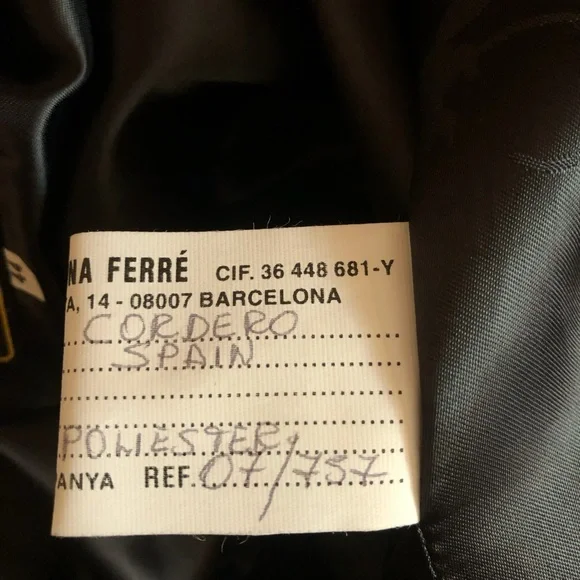 NA FERRÉ CIF. 36 448 681-Y
A, 14 - 08007 BARCELONA
CORDERO
SPAIN
POLIESTER
ANYA REF. 07/757